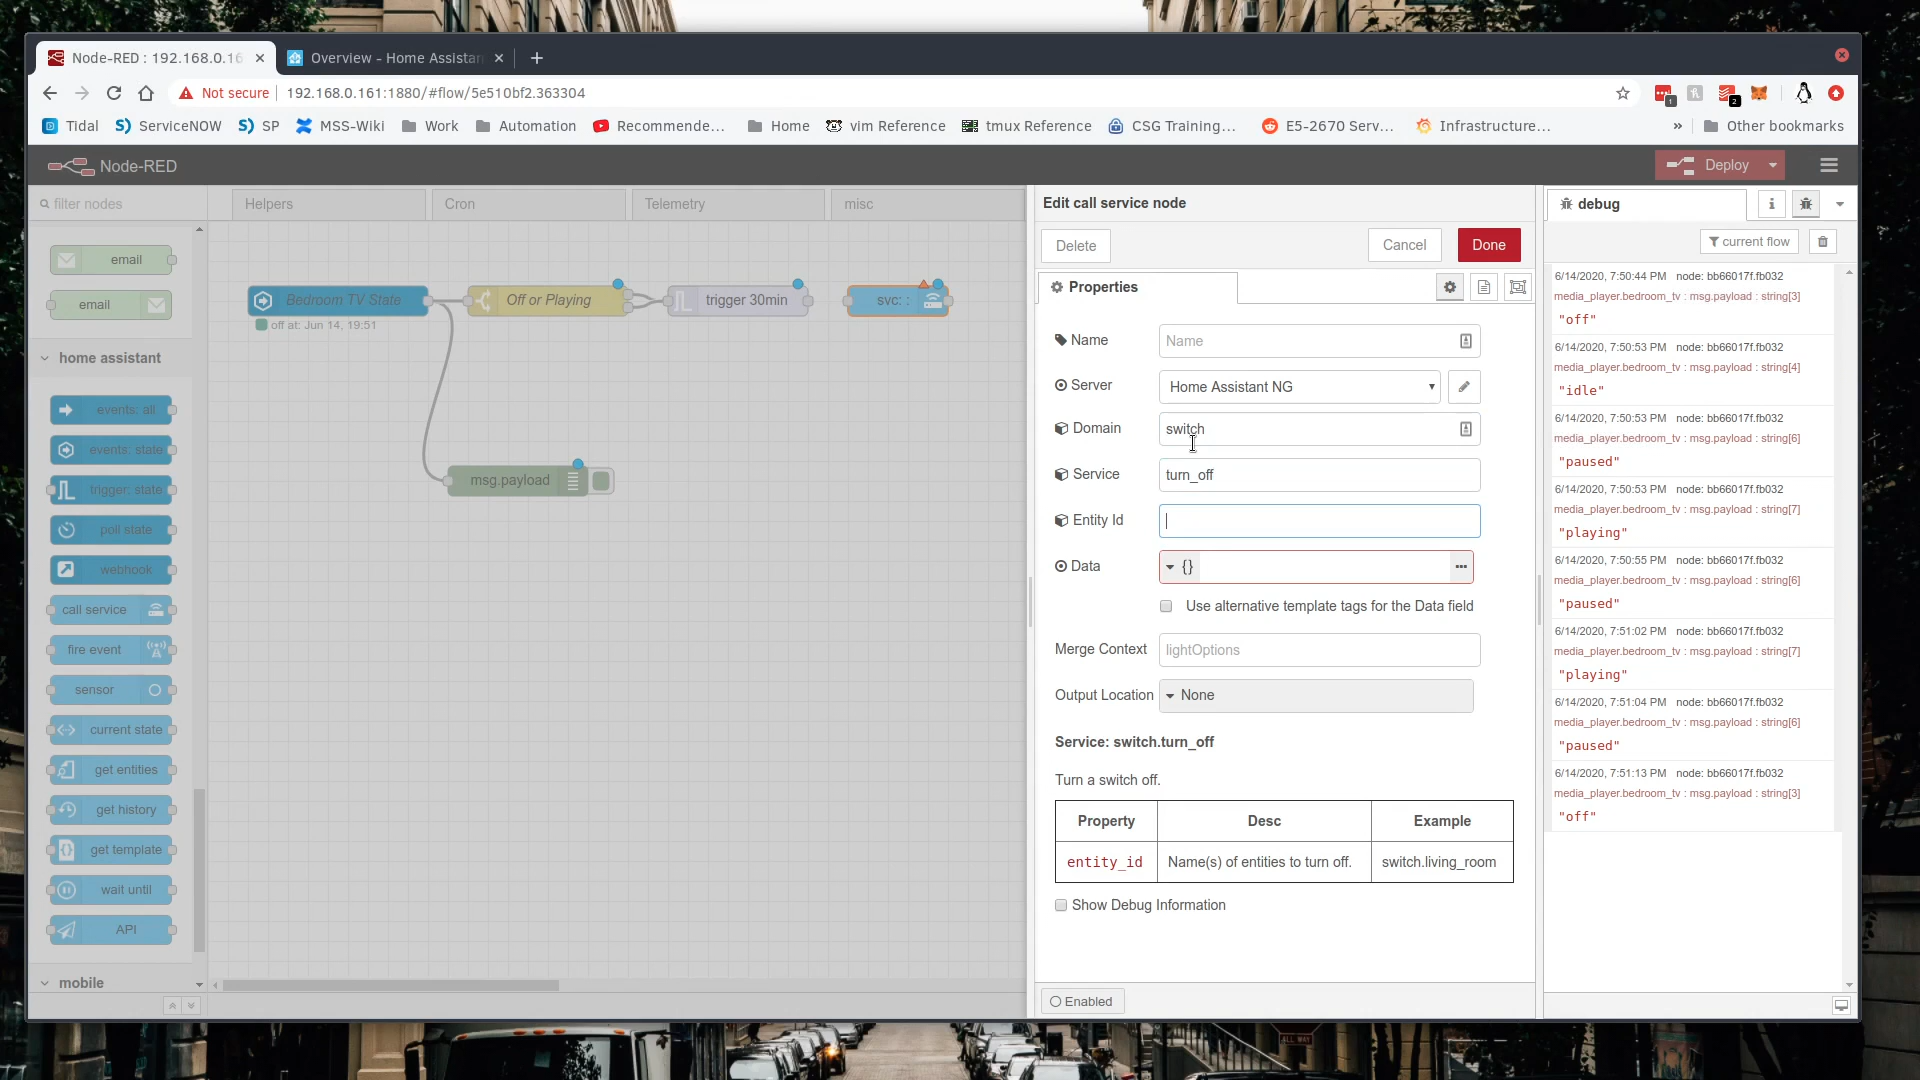 Node-RED : 192.168.0.16
Overview - Home Assistan
Not secure
192.168.0.161:1880/#flow/5e510bf2.363304
1
2
Tidal
ServiceNOW
SP
MSS-Wiki
Work
Automation
Recommende...
Home
vim Reference
tmux Reference
CSG Training...
E5-2670 Serv...
Infrastructure...
»
Other bookmarks
Node-RED
Deploy
filter nodes
Helpers
Cron
Telemetry
misc
email
email
home assistant
events: all
events: state
trigger: state
poll state
webhook
call service
fire event
sensor
current state
get entities
get history
get template
wait until
API
mobile
Bedroom TV State
off at: Jun 14, 19:51
Off or Playing
trigger 30min
svc: :
msg.payload
Edit call service node
Delete
Cancel
Done
Properties
Name
Name
Server
Home Assistant NG
Domain
switch
Service
turn_off
Entity Id
Data
{}
Use alternative template tags for the Data field
Merge Context
lightOptions
Output Location
None
Service: switch.turn_off
Turn a switch off.
Property
Desc
Example
entity_id
Name(s) of entities to turn off.
switch.living_room
Show Debug Information
Enabled
debug
current flow
6/14/2020, 7:50:44 PM node: bb66017f.fb032
media_player.bedroom_tv : msg.payload : string[3]
"off"
6/14/2020, 7:50:53 PM node: bb66017f.fb032
media_player.bedroom_tv : msg.payload : string[4]
"idle"
6/14/2020, 7:50:53 PM node: bb66017f.fb032
media_player.bedroom_tv : msg.payload : string[6]
"paused"
6/14/2020, 7:50:53 PM node: bb66017f.fb032
media_player.bedroom_tv : msg.payload : string[7]
"playing"
6/14/2020, 7:50:55 PM node: bb66017f.fb032
media_player.bedroom_tv : msg.payload : string[6]
"paused"
6/14/2020, 7:51:02 PM node: bb66017f.fb032
media_player.bedroom_tv : msg.payload : string[7]
"playing"
6/14/2020, 7:51:04 PM node: bb66017f.fb032
media_player.bedroom_tv : msg.payload : string[6]
"paused"
6/14/2020, 7:51:13 PM node: bb66017f.fb032
media_player.bedroom_tv : msg.payload : string[3]
"off"
ALL WAY